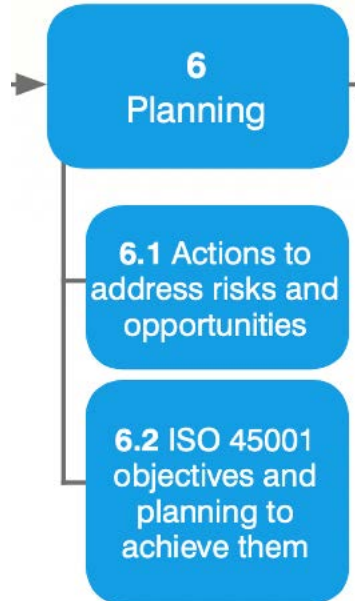 6
Planning
6.1 Actions to
address risks and
opportunities
6.2 ISO 45001
objectives and
planning to
achieve them